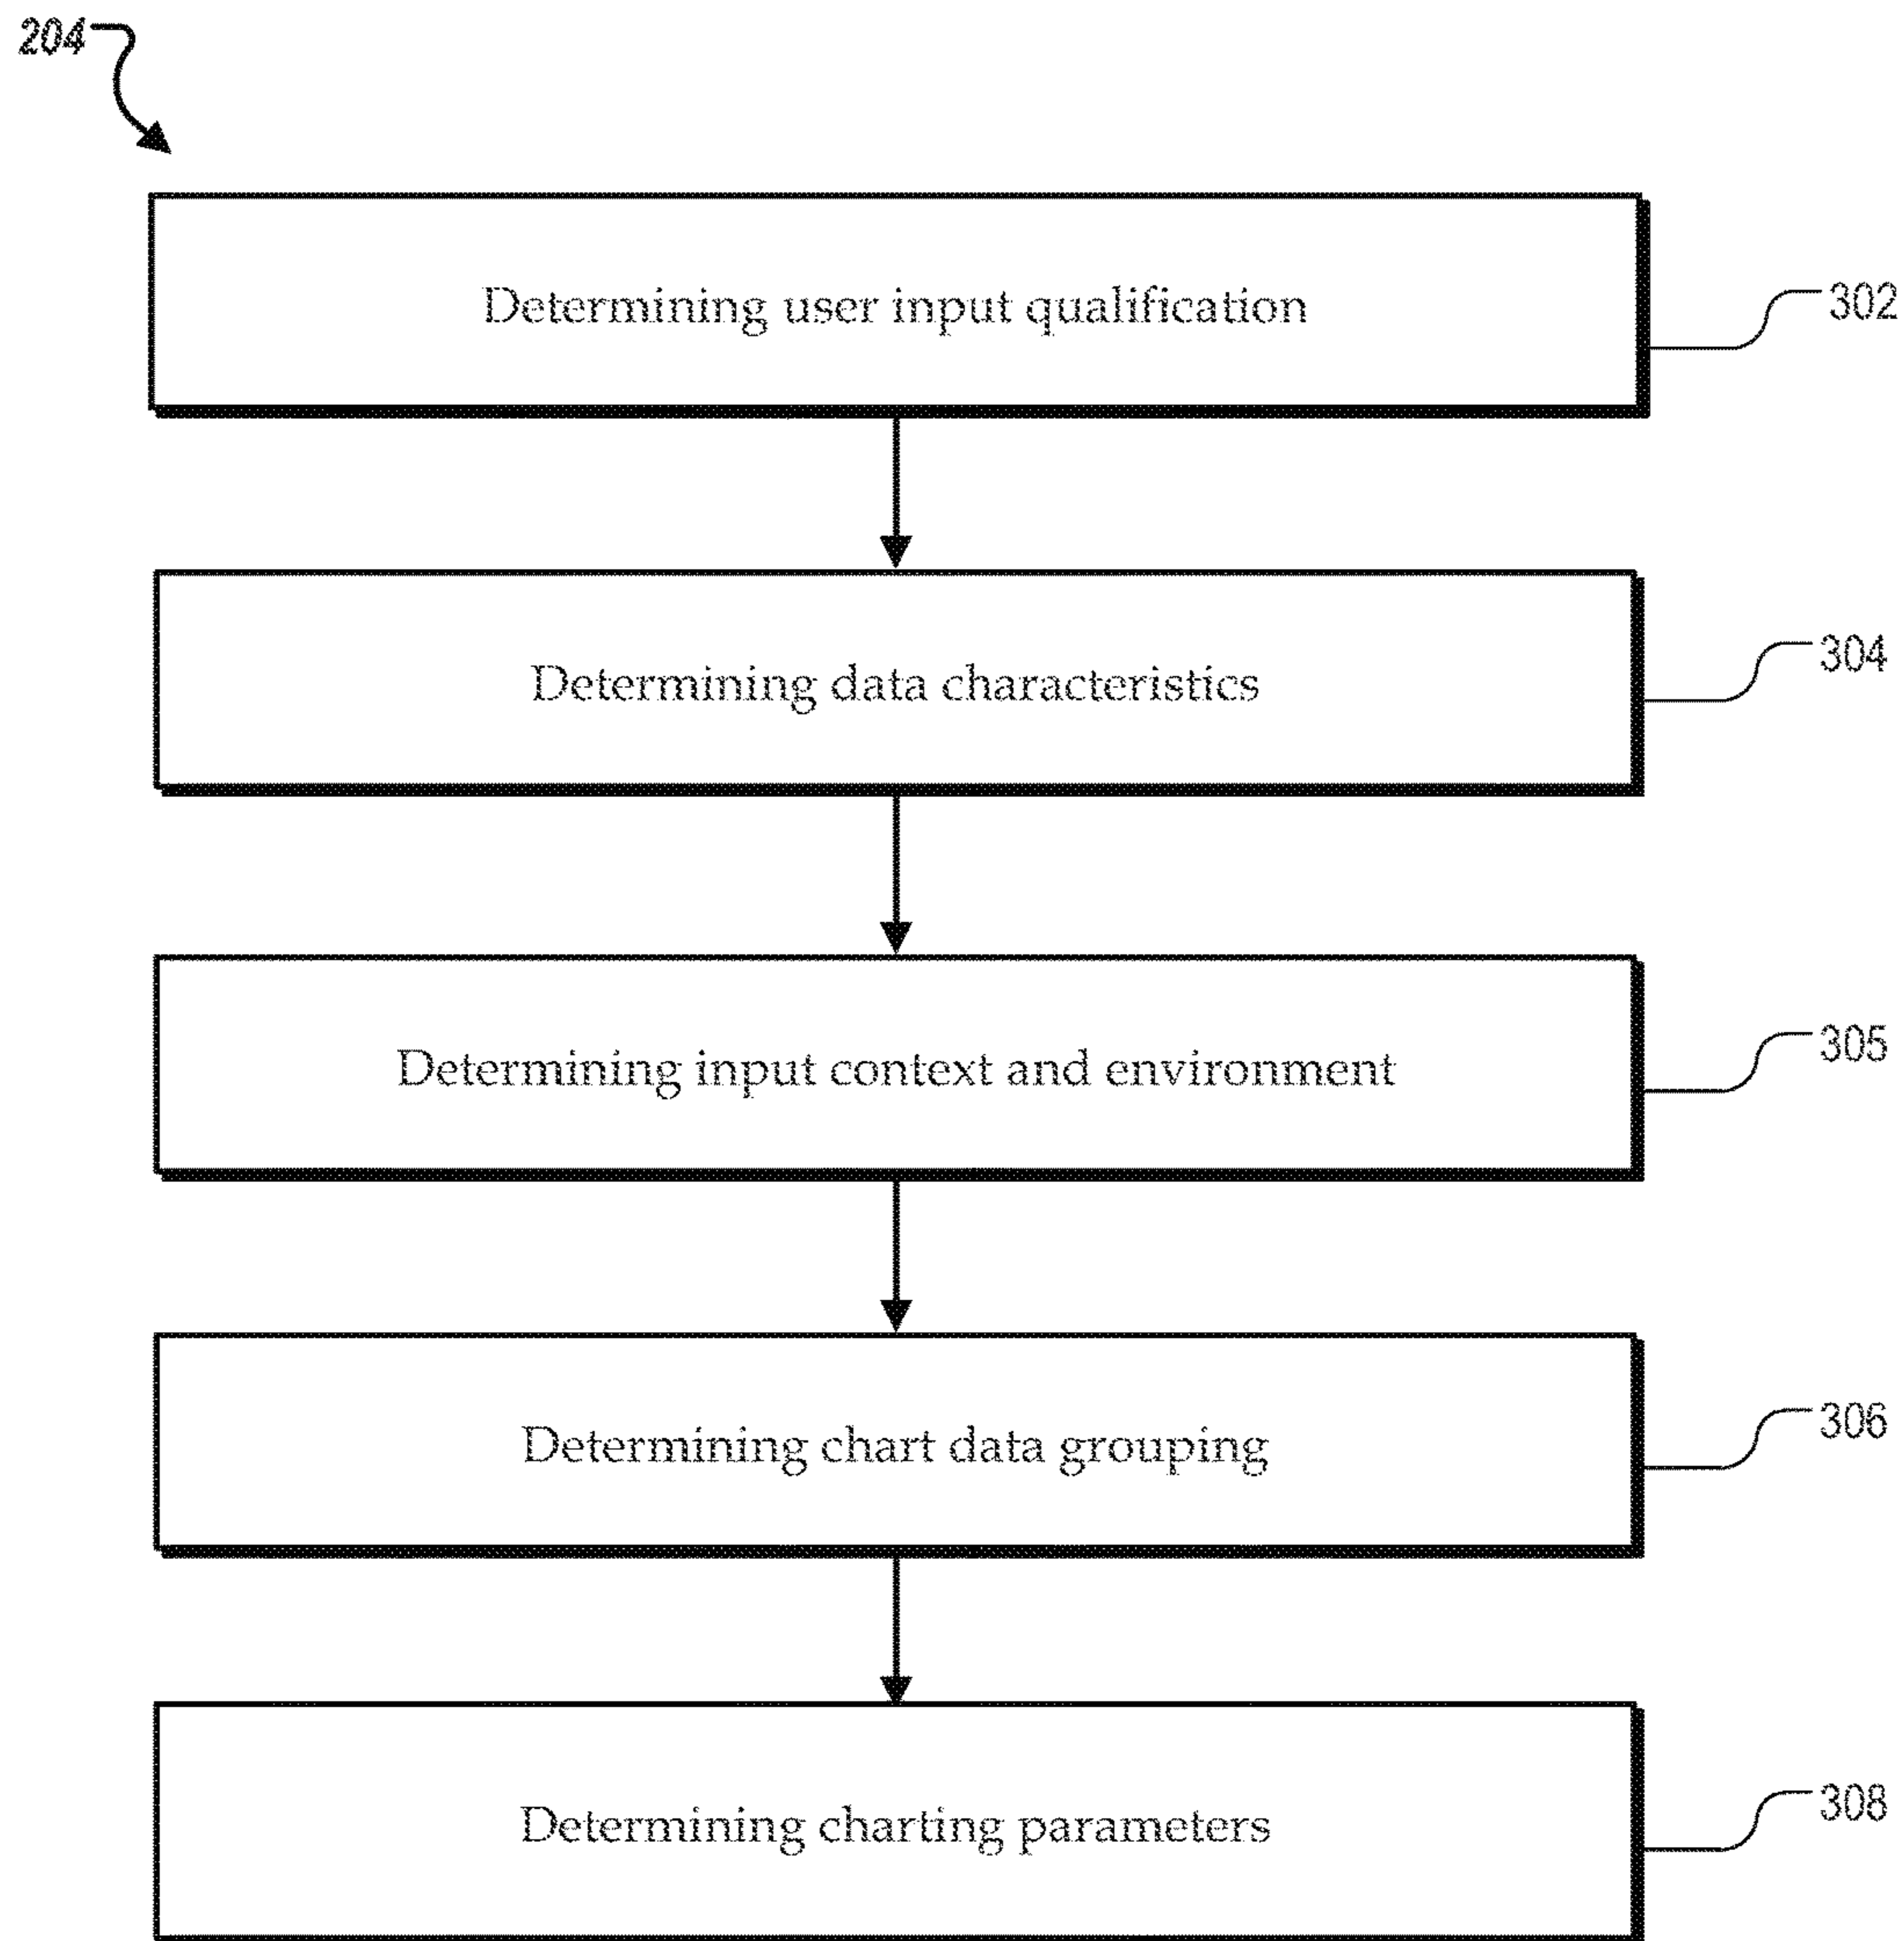 204
Determining user input qualification
302
Determining data characteristics
304
Determining input context and environment
305
Determining chart data grouping
306
Determining charting parameters
308